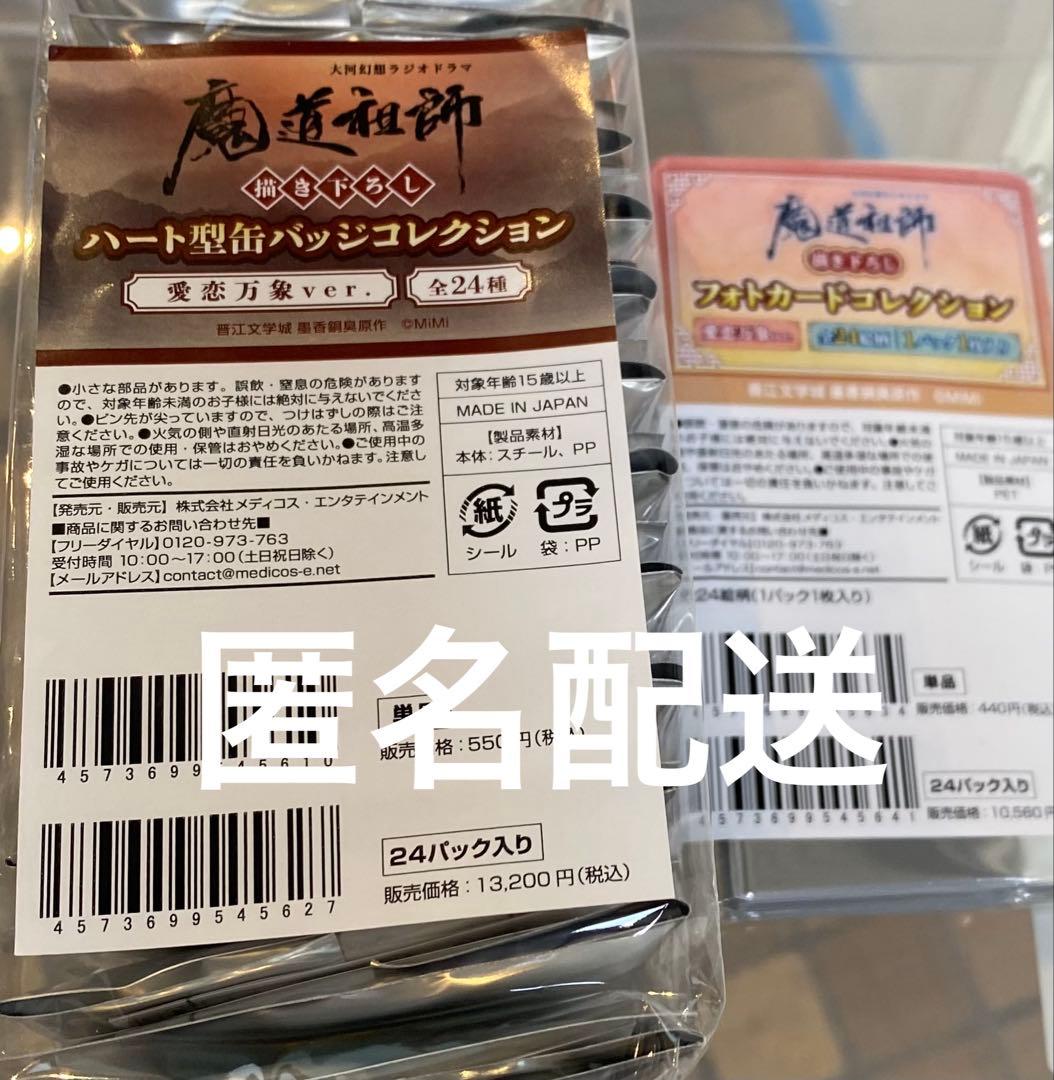 大河幻想ラジオドラマ
魔道祖師
描き下ろし
ハート型缶バッジコレクション
愛恋万象ver.
全24種
晋江文学城 墨香銅臭原作 ©MiMi
●小さな部品があります。誤飲・窒息の危険があります
ので、対象年齢未満のお子様には絶対に与えないでくださ
い。●ピン先が尖っていますので、つけはずしの際はご注
意ください。●火気の側や直射日光のあたる場所、高温多
湿な場所での使用・保管はおやめください。●ご使用中の
事故やケガについては一切の責任を負いかねます。注意し
てご使用ください。
【発売元・販売元】株式会社メディコス・エンタテインメント
■商品に関するお問い合わせ先■
【フリーダイヤル】0120-973-763
受付時間 10:00〜17:00(土日祝日除く)
【メールアドレス】contact@medicos-e.net
対象年齢15歳以上
MADE IN JAPAN
【製品素材】
本体:スチール、PP
紙
プラ
シール
袋:PP
販売価格:550円(税込)
24パック入り
販売価格:13,200円(税込)
4573699545627
魔道祖師
描き下ろし
フォトカードコレクション
晋江文学城 墨香銅臭原作 ©MiMi
対象年齢15歳以上
MADE IN JAPAN
【製品素材】
PET
紙
シール
24絵柄(1パック1枚入り)
単品
販売価格:440円(税込
24パック入り
販売価格:10,560円
573699545641
匿名配送